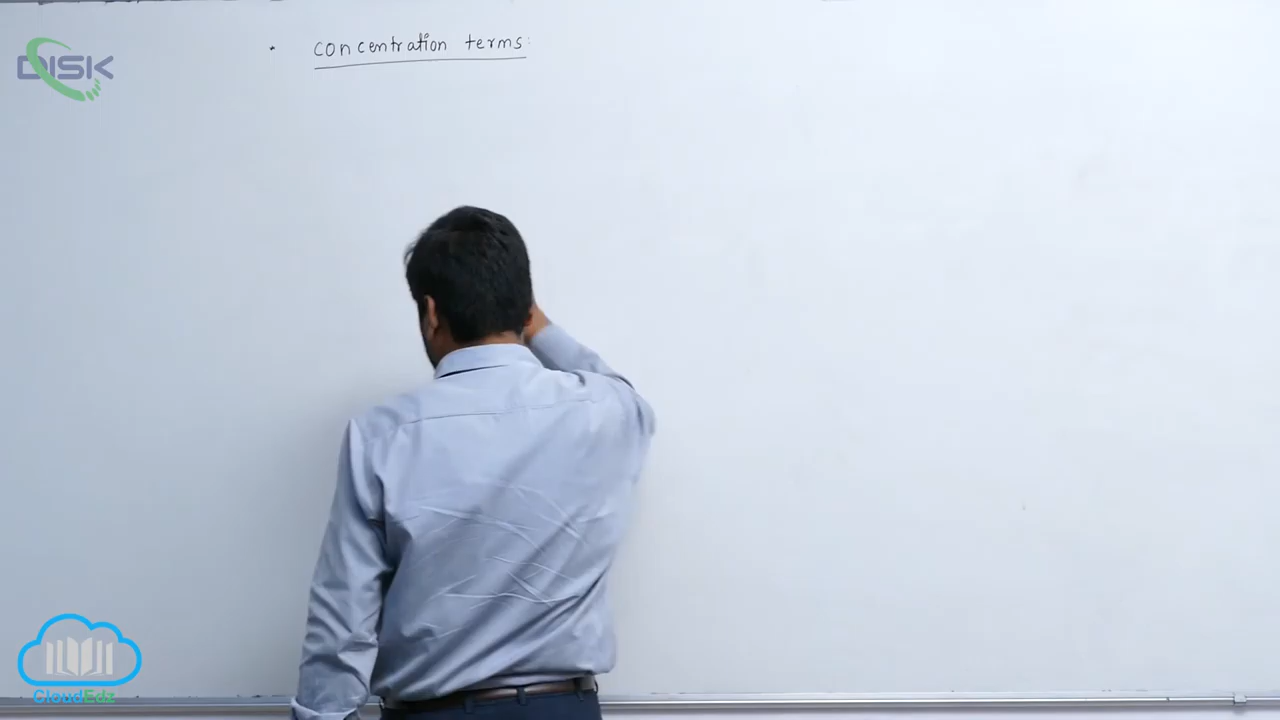 DISK
• concentration terms:
CloudEdz